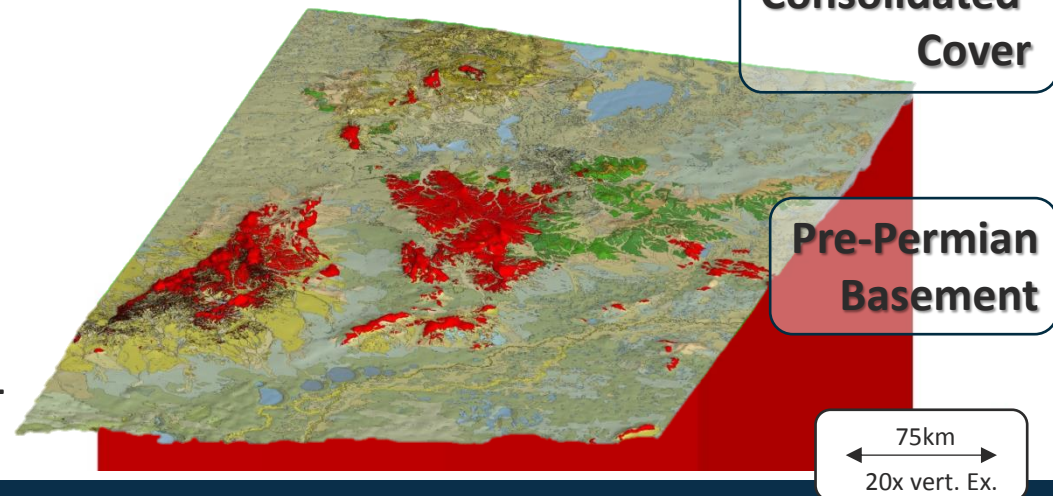 Consolidated
Cover
Pre-Permian
Basement
75km
20x vert. Ex.